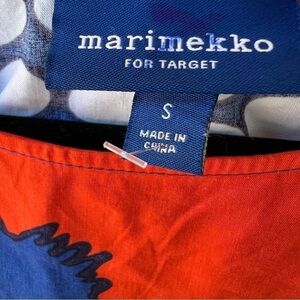 marimekko
FOR TARGET
S
MADE IN
CHINA